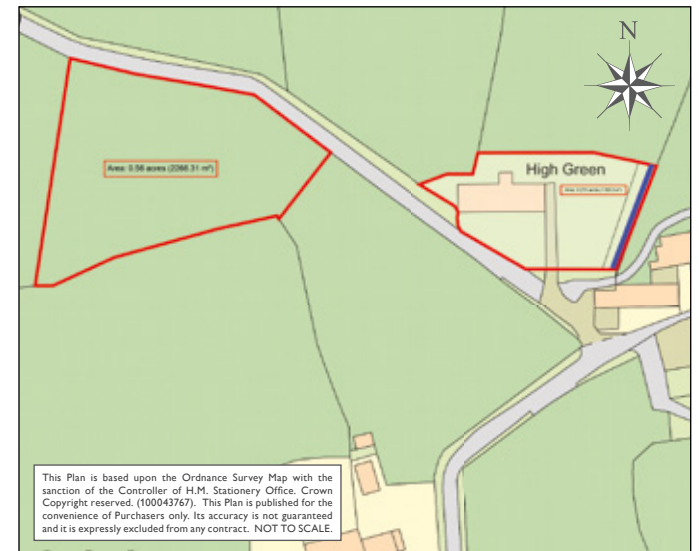 N
Area: 0.56 acres (2266.31 m²)
High Green
This Plan is based upon the Ordnance Survey Map with the
sanction of the Controller of H.M. Stationery Office. Crown
Copyright reserved. (100043767). This Plan is published for the
convenience of Purchasers only. Its accuracy is not guaranteed
and it is expressly excluded from any contract. NOT TO SCALE.